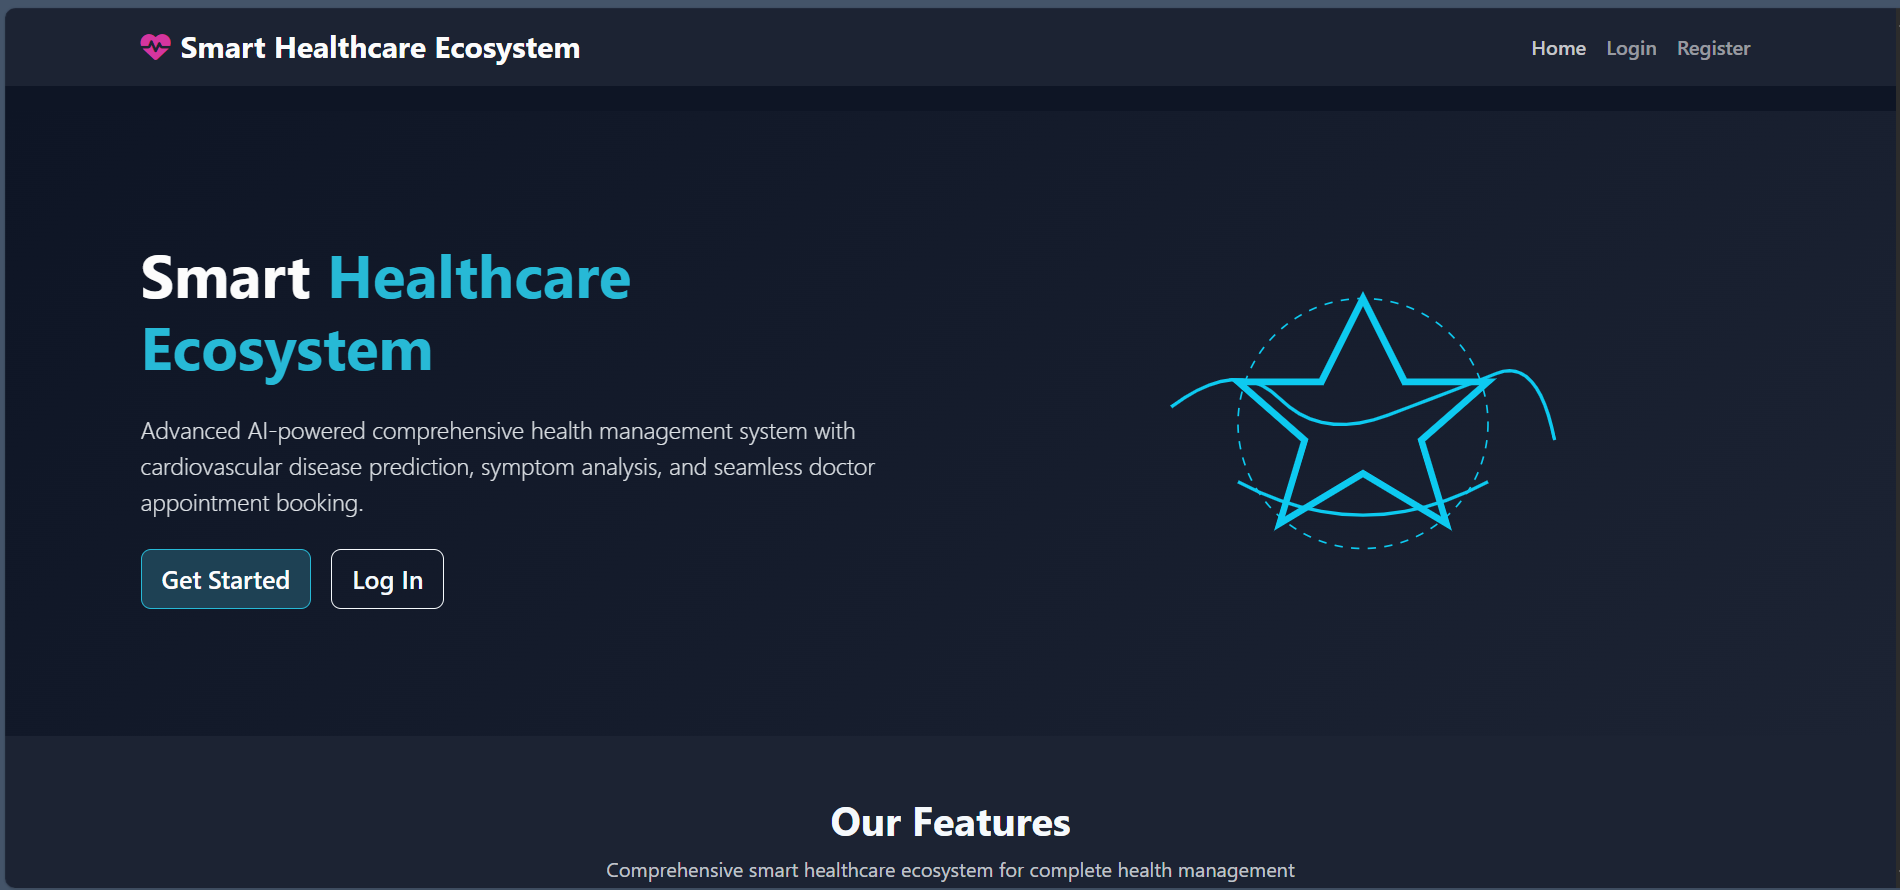 Smart Healthcare Ecosystem
Home Login Register
Smart Healthcare
Ecosystem
Advanced AI-powered comprehensive health management system with
cardiovascular disease prediction, symptom analysis, and seamless doctor
appointment booking.
Get Started Log In
Our Features
Comprehensive smart healthcare ecosystem for complete health management